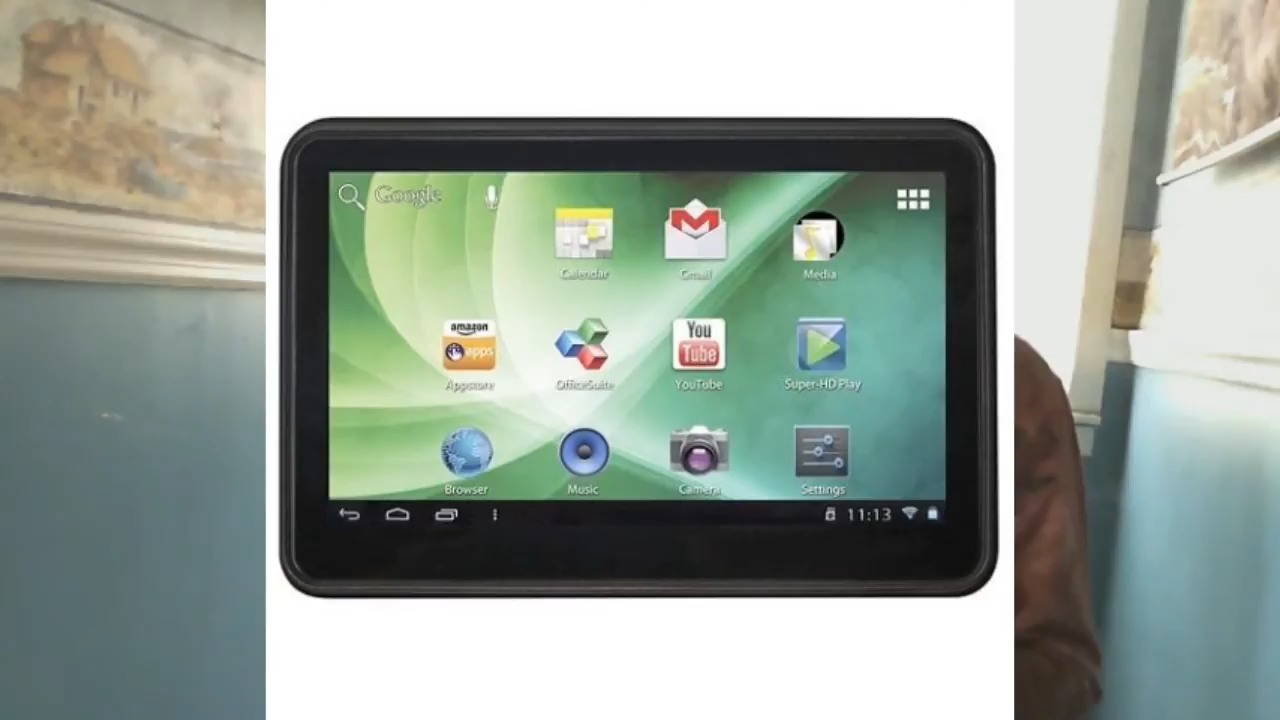 Google
Calendar
Gmail
Media
amazon
apps
Appstore
OfficeSuite
You
Tube
YouTube
Super-HD Play
Browser
Music
Camera
Settings
11:13